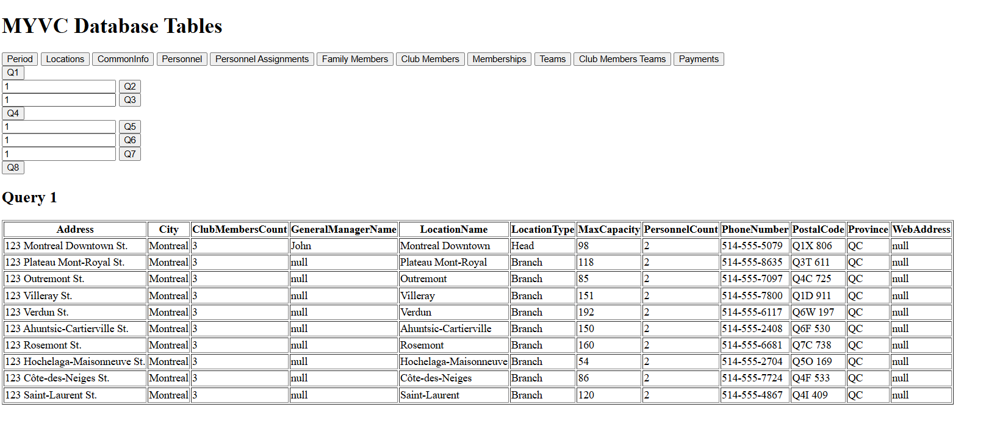 MYVC Database Tables
Period Locations CommonInfo Personnel Personnel Assignments Family Members Club Members Memberships Teams Club Members Teams Payments
Q1
1 Q2
1 Q3
Q4
1 Q5
1 Q6
1 Q7
Q8
Query 1
Address City ClubMembersCount GeneralManagerName LocationName LocationType MaxCapacity PersonnelCount PhoneNumber PostalCode Province WebAddress
123 Montreal Downtown St. Montreal 3 John Montreal Downtown Head 98 2 514-555-5079 Q1X 806 QC null
123 Plateau Mont-Royal St. Montreal 3 null Plateau Mont-Royal Branch 118 2 514-555-8635 Q3T 611 QC null
123 Outremont St. Montreal 3 null Outremont Branch 85 2 514-555-7097 Q4C 725 QC null
123 Villeray St. Montreal 3 null Villeray Branch 151 2 514-555-7800 Q1D 911 QC null
123 Verdun St. Montreal 3 null Verdun Branch 192 2 514-555-6117 Q6W 197 QC null
123 Ahuntsic-Cartierville St. Montreal 3 null Ahuntsic-Cartierville Branch 150 2 514-555-2408 Q6F 530 QC null
123 Rosemont St. Montreal 3 null Rosemont Branch 160 2 514-555-6681 Q7C 738 QC null
123 Hochelaga-Maisonneuve St. Montreal 3 null Hochelaga-Maisonneuve Branch 54 2 514-555-2704 Q5O 169 QC null
123 Côte-des-Neiges St. Montreal 3 null Côte-des-Neiges Branch 86 2 514-555-7724 Q4F 533 QC null
123 Saint-Laurent St. Montreal 3 null Saint-Laurent Branch 120 2 514-555-4867 Q4I 409 QC null